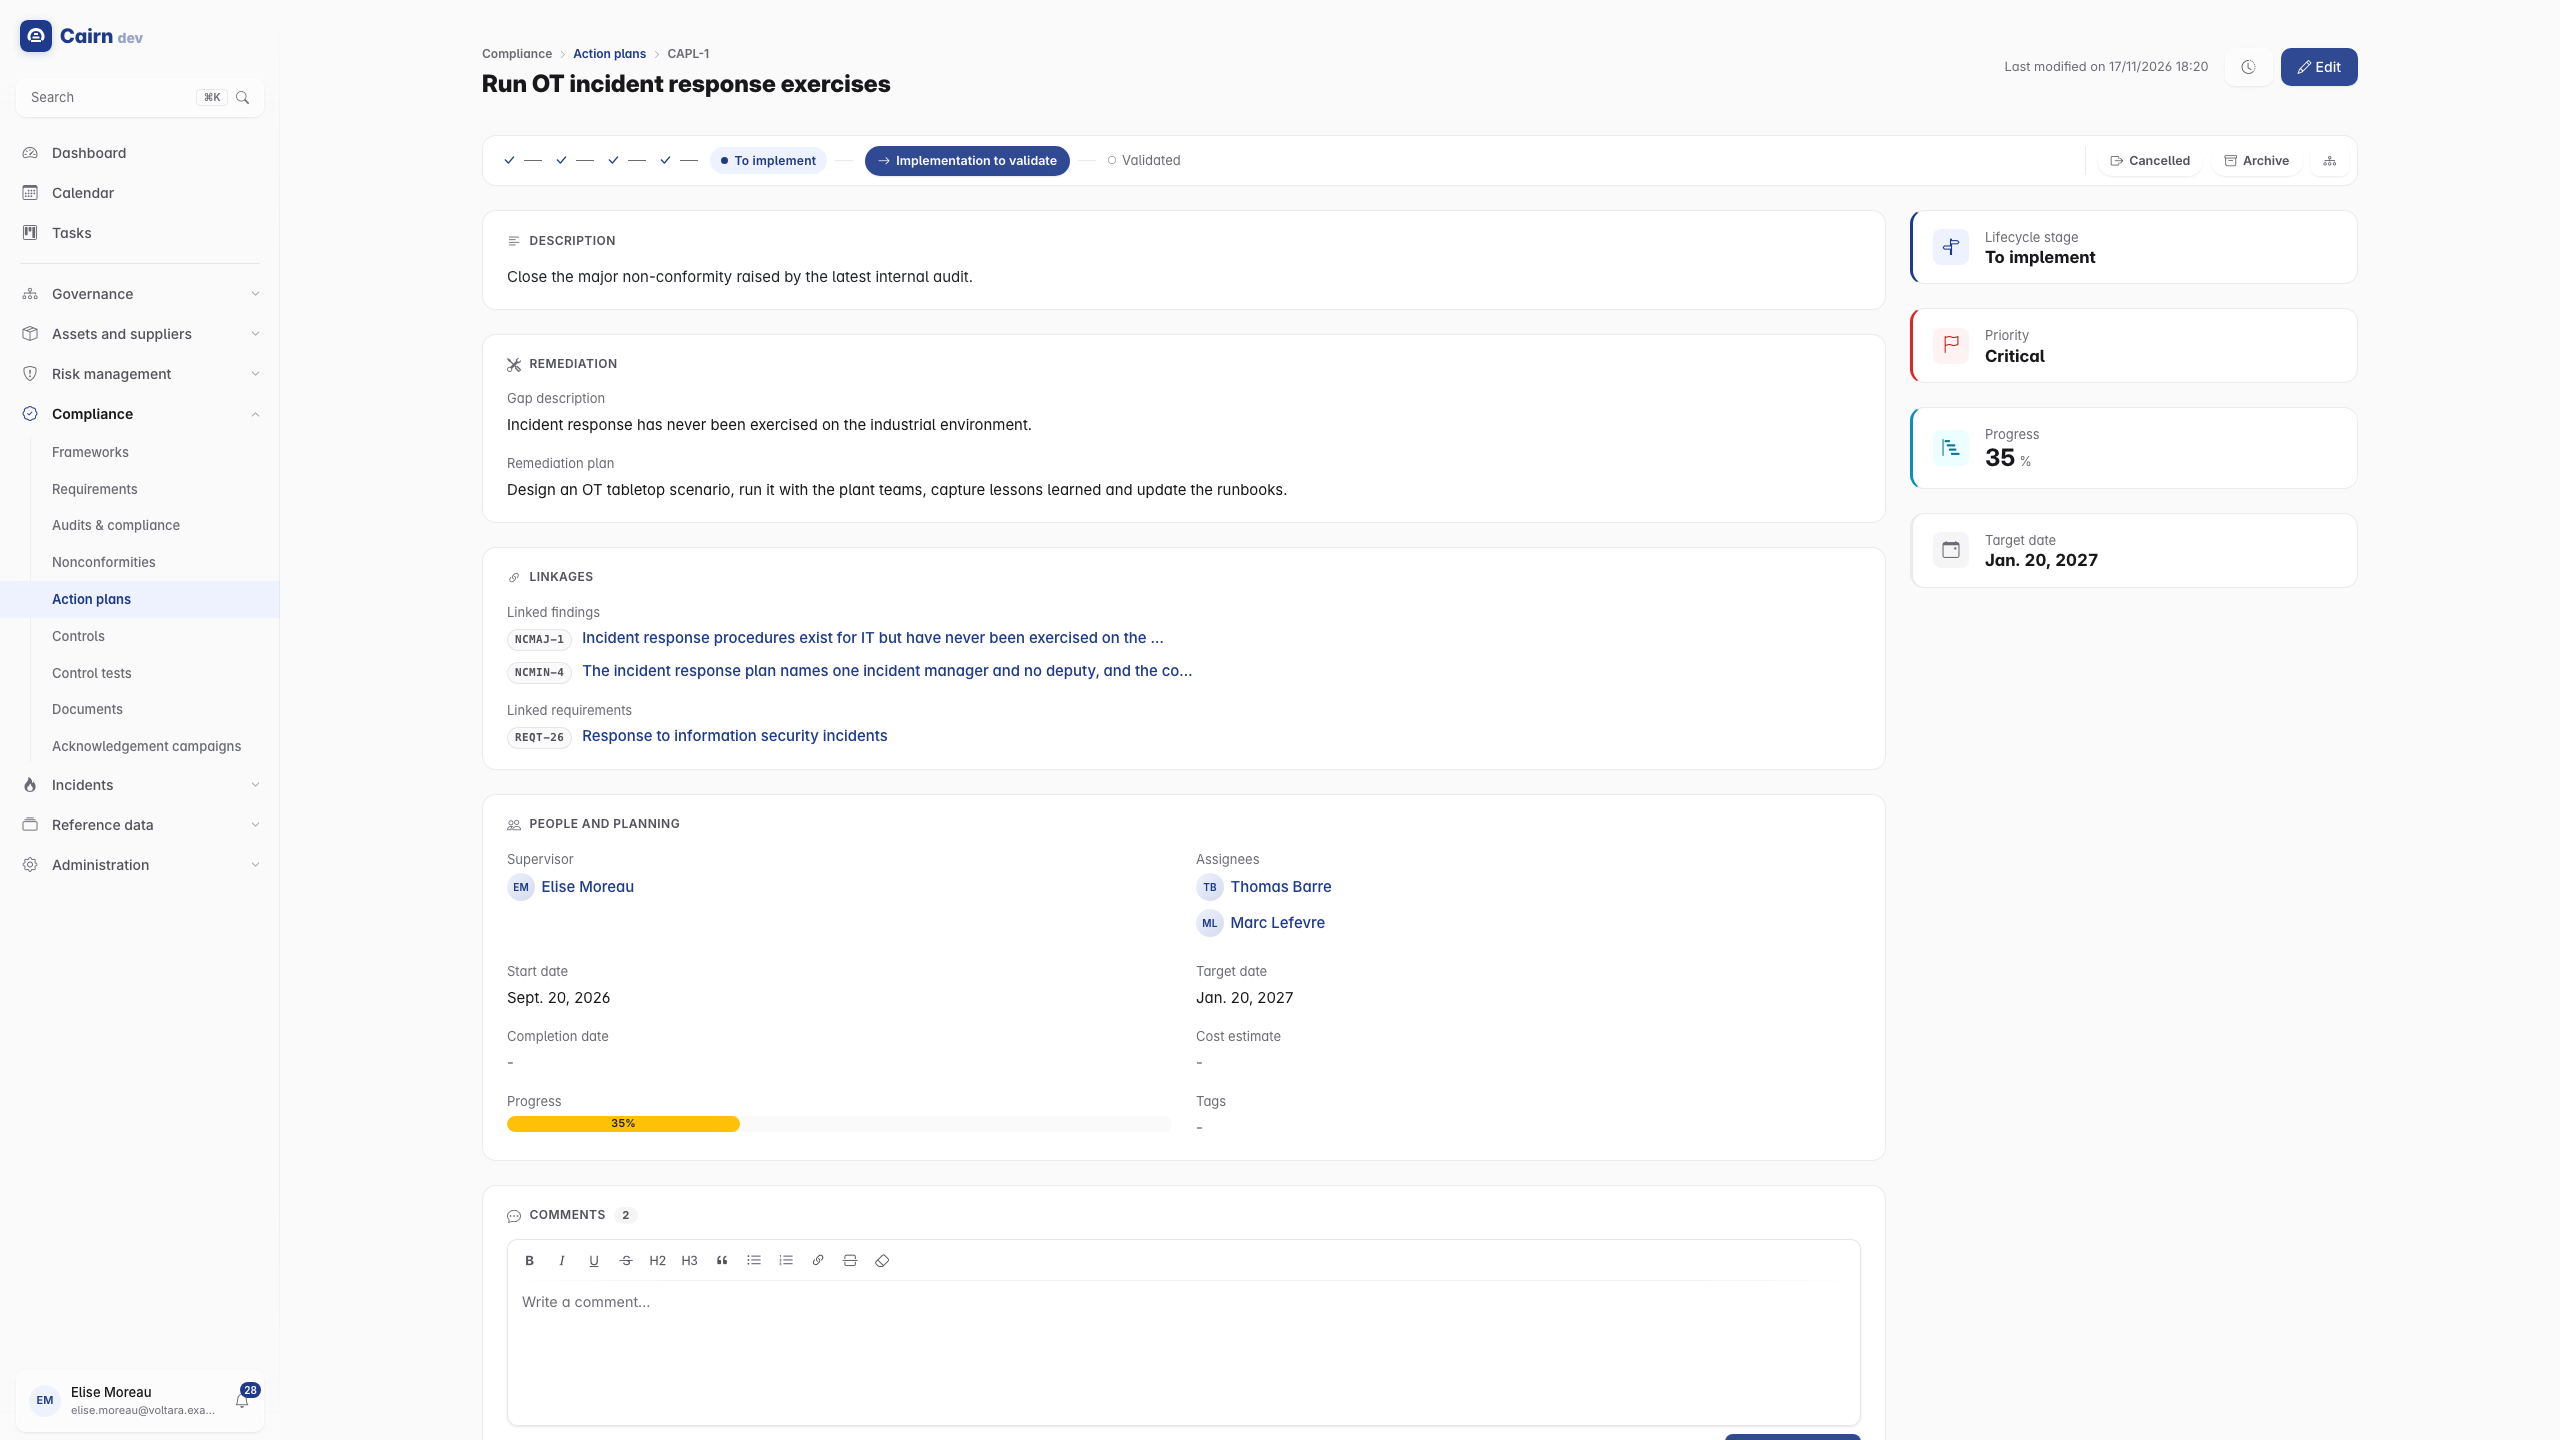 Cairn dev
Search ⌘K
Dashboard
Calendar
Tasks
Governance
Assets and suppliers
Risk management
Compliance
Frameworks
Requirements
Audits & compliance
Nonconformities
Action plans
Controls
Control tests
Documents
Acknowledgement campaigns
Incidents
Reference data
Administration
EM
Elise Moreau
elise.moreau@voltara.exa...
28
Compliance > Action plans > CAPL-1
Run OT incident response exercises
Last modified on 17/11/2026 18:20
Edit
To implement
Implementation to validate
Validated
Cancelled
Archive
DESCRIPTION
Close the major non-conformity raised by the latest internal audit.
REMEDIATION
Gap description
Incident response has never been exercised on the industrial environment.
Remediation plan
Design an OT tabletop scenario, run it with the plant teams, capture lessons learned and update the runbooks.
LINKAGES
Linked findings
NCMAJ-1 Incident response procedures exist for IT but have never been exercised on the ...
NCMIN-4 The incident response plan names one incident manager and no deputy, and the co...
Linked requirements
REQT-26 Response to information security incidents
PEOPLE AND PLANNING
Supervisor
EM Elise Moreau
Assignees
TB Thomas Barre
ML Marc Lefevre
Start date
Sept. 20, 2026
Target date
Jan. 20, 2027
Completion date
-
Cost estimate
-
Progress
35%
Tags
-
COMMENTS 2
B I U S H2 H3
Write a comment...
Lifecycle stage
To implement
Priority
Critical
Progress
35 %
Target date
Jan. 20, 2027